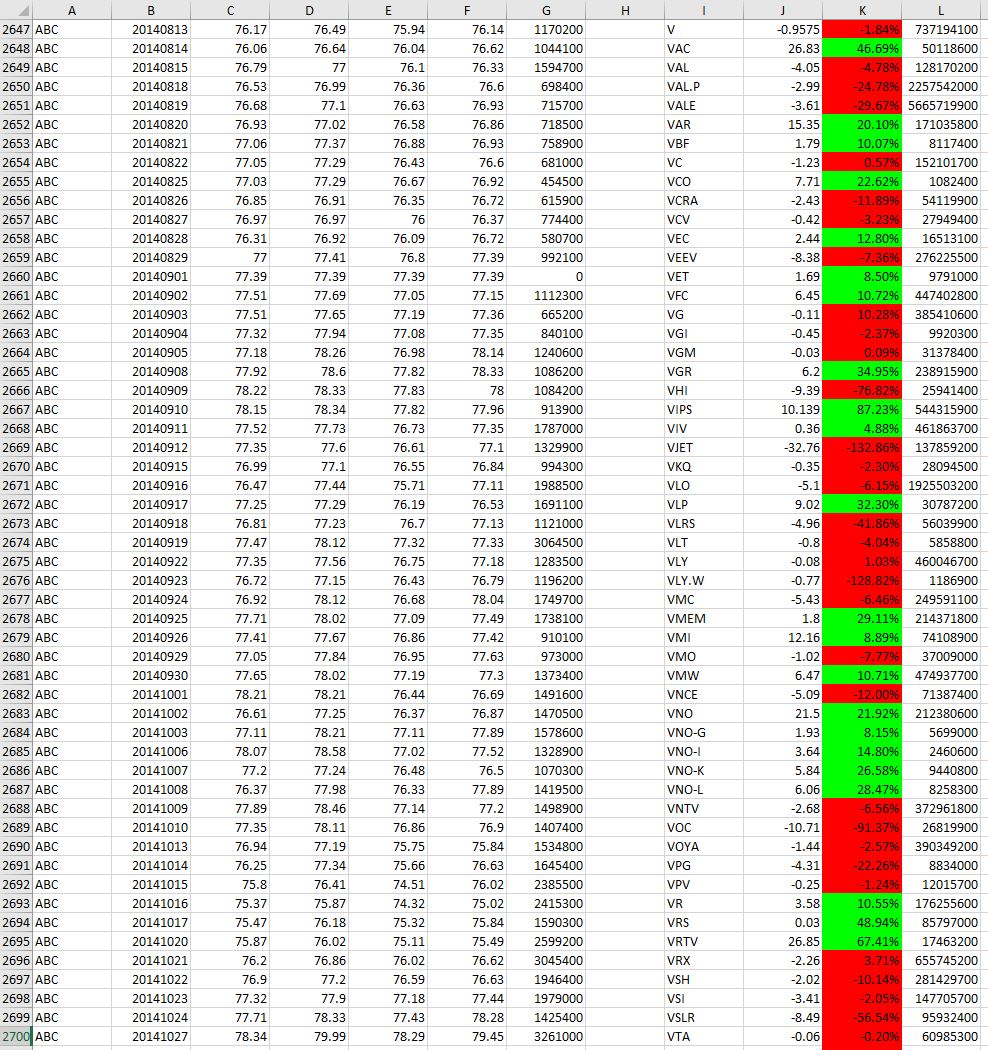 A B C D E F G H I J K L
2647 ABC 20140813 76.17 76.49 75.94 76.14 1170200 V -0.9575 -1.84% 737194100
2648 ABC 20140814 76.06 76.64 76.04 76.62 1044100 VAC 26.83 46.69% 50118600
2649 ABC 20140815 76.79 77 76.1 76.33 1594700 VAL -4.05 -4.78% 128170200
2650 ABC 20140818 76.53 76.99 76.36 76.6 698400 VAL.P -2.99 -24.78% 2257542000
2651 ABC 20140819 76.68 77.1 76.63 76.93 715700 VALE -3.61 -29.67% 5665719900
2652 ABC 20140820 76.93 77.02 76.58 76.86 718500 VAR 15.35 20.10% 171035800
2653 ABC 20140821 77.06 77.37 76.88 76.93 758900 VBF 1.79 10.07% 8117400
2654 ABC 20140822 77.05 77.29 76.43 76.6 681000 VC -1.23 0.57% 152101700
2655 ABC 20140825 77.03 77.29 76.67 76.92 454500 VCO 7.71 22.62% 1082400
2656 ABC 20140826 76.85 76.91 76.35 76.72 615900 VCRA -2.43 -11.89% 54119900
2657 ABC 20140827 76.97 76.97 76 76.37 774400 VCV -0.42 -3.23% 27949400
2658 ABC 20140828 76.31 76.92 76.09 76.72 580700 VEC 2.44 12.80% 16513100
2659 ABC 20140829 77 77.41 76.8 77.39 992100 VEEV -8.38 -7.36% 276225500
2660 ABC 20140901 77.39 77.39 77.39 77.39 0 VET 1.69 8.50% 9791000
2661 ABC 20140902 77.51 77.69 77.05 77.15 1112300 VFC 6.45 10.72% 447402800
2662 ABC 20140903 77.51 77.65 77.19 77.36 665200 VG -0.11 10.28% 385410600
2663 ABC 20140904 77.32 77.94 77.08 77.35 840100 VGI -0.45 -2.37% 9920300
2664 ABC 20140905 77.18 78.26 76.98 78.14 1240600 VGM -0.03 0.09% 31378400
2665 ABC 20140908 77.92 78.6 77.82 78.33 1086200 VGR 6.2 34.95% 238915900
2666 ABC 20140909 78.22 78.33 77.83 78 1084200 VHI -9.39 -76.82% 25941400
2667 ABC 20140910 78.15 78.34 77.82 77.96 913900 VIPS 10.139 87.23% 544315900
2668 ABC 20140911 77.52 77.73 76.73 77.35 1787000 VIV 0.36 4.88% 461863700
2669 ABC 20140912 77.35 77.6 76.61 77.1 1329900 VJET -32.76 -132.86% 137859200
2670 ABC 20140915 76.99 77.1 76.55 76.84 994300 VKQ -0.35 -2.30% 28094500
2671 ABC 20140916 76.47 77.44 75.71 77.11 1988500 VLO -5.1 -6.15% 1925503200
2672 ABC 20140917 77.25 77.29 76.19 76.53 1691100 VLP 9.02 32.30% 30787200
2673 ABC 20140918 76.81 77.23 76.7 77.13 1121000 VLRS -4.96 -41.86% 56039900
2674 ABC 20140919 77.47 78.12 77.32 77.33 3064500 VLT -0.8 -4.04% 5858800
2675 ABC 20140922 77.35 77.56 76.75 77.18 1283500 VLY -0.08 1.03% 460046700
2676 ABC 20140923 76.72 77.15 76.43 76.79 1196200 VLY.W -0.77 -128.82% 1186900
2677 ABC 20140924 76.92 78.12 76.68 78.04 1749700 VMC -5.43 -6.46% 249591100
2678 ABC 20140925 77.71 78.02 77.09 77.49 1738100 VMEM 1.8 29.11% 214371800
2679 ABC 20140926 77.41 77.67 76.86 77.42 910100 VMI 12.16 8.89% 74108900
2680 ABC 20140929 77.05 77.84 76.95 77.63 973000 VMO -1.02 -7.77% 37009000
2681 ABC 20140930 77.65 78.02 77.19 77.3 1373400 VMW 6.47 10.71% 474937700
2682 ABC 20141001 78.21 78.21 76.44 76.69 1491600 VNCE -5.09 -12.00% 71387400
2683 ABC 20141002 76.61 77.25 76.37 76.87 1470500 VNO 21.5 21.92% 212380600
2684 ABC 20141003 77.11 78.21 77.11 77.89 1578600 VNO-G 1.93 8.15% 5699000
2685 ABC 20141006 78.07 78.58 77.02 77.52 1328900 VNO-I 3.64 14.80% 2460600
2686 ABC 20141007 77.2 77.24 76.48 76.5 1070300 VNO-K 5.84 26.58% 9440800
2687 ABC 20141008 76.37 77.98 76.33 77.89 1419500 VNO-L 6.06 28.47% 8258300
2688 ABC 20141009 77.89 78.46 77.14 77.2 1498900 VNTV -2.68 -6.56% 372961800
2689 ABC 20141010 77.35 78.11 76.86 76.9 1407400 VOC -10.71 -91.37% 26819900
2690 ABC 20141013 76.94 77.19 75.75 75.84 1534800 VOYA -1.44 -2.57% 390349200
2691 ABC 20141014 76.25 77.34 75.66 76.63 1645400 VPG -4.31 -22.26% 8834000
2692 ABC 20141015 75.8 76.41 74.51 76.02 2385500 VPV -0.25 -1.24% 12015700
2693 ABC 20141016 75.37 75.87 74.32 75.02 2415300 VR 3.58 10.55% 176255600
2694 ABC 20141017 75.47 76.18 75.32 75.84 1590300 VRS 0.03 48.94% 85797000
2695 ABC 20141020 75.87 76.02 75.11 75.49 2599200 VRTV 26.85 67.41% 17463200
2696 ABC 20141021 76.2 76.86 76.02 76.62 3045400 VRX -2.26 3.71% 655745200
2697 ABC 20141022 76.9 77.2 76.59 76.63 1946400 VSH -2.02 -10.14% 281429700
2698 ABC 20141023 77.32 77.9 77.18 77.44 1979000 VSI -3.41 -2.05% 147705700
2699 ABC 20141024 77.71 78.33 77.43 78.28 1425400 VSLR -8.49 -56.54% 95932400
2700 ABC 20141027 78.34 79.99 78.29 79.45 3261000 VTA -0.06 -0.20% 60985300